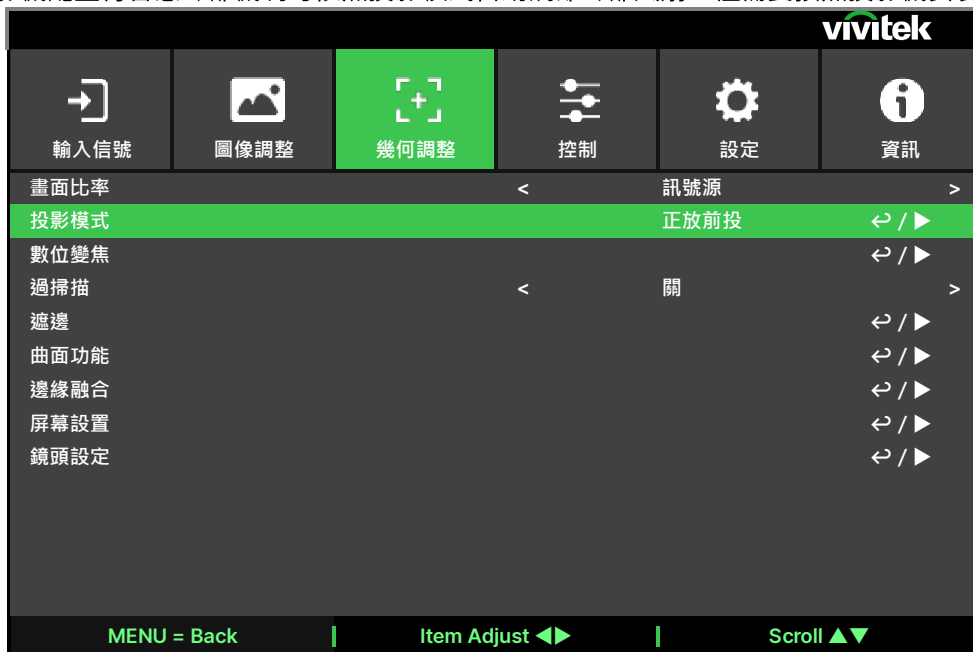 vivitek
輸入信號 圖像調整 幾何調整 控制 設定 資訊
畫面比率 < 訊號源 >
投影模式 正放前投 ↩ / ▶
數位變焦 ↩ / ▶
過掃描 < 關 >
遮邊 ↩ / ▶
曲面功能 ↩ / ▶
邊緣融合 ↩ / ▶
屏幕設置 ↩ / ▶
鏡頭設定 ↩ / ▶
MENU = Back Item Adjust ◀▶ Scroll ▲▼